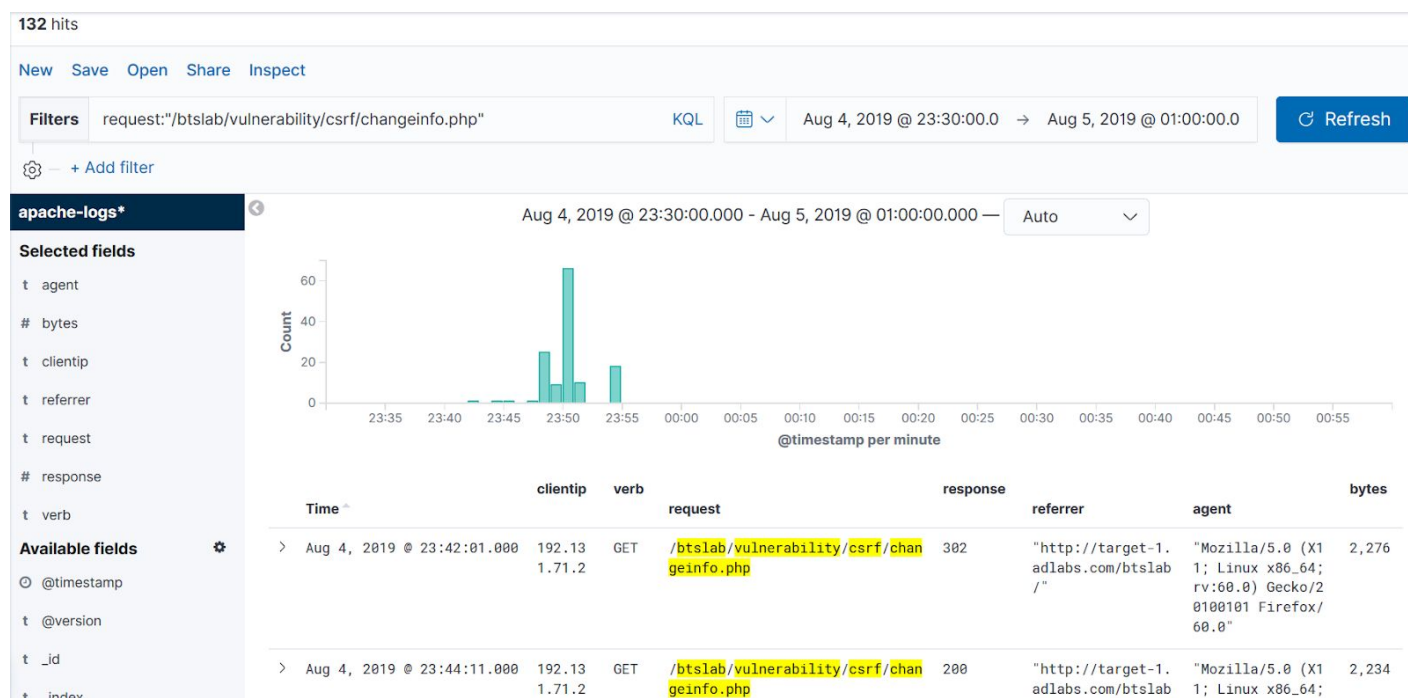 132 hits
New Save Open Share Inspect
Filters request:"/btslab/vulnerability/csrf/changeinfo.php" KQL Aug 4, 2019 @ 23:30:00.0 → Aug 5, 2019 @ 01:00:00.0 Refresh
+ Add filter
apache-logs*
Selected fields
t agent
# bytes
t clientip
t referrer
t request
# response
t verb
Available fields
@timestamp
t @version
t _id
t _index
Aug 4, 2019 @ 23:30:00.000 - Aug 5, 2019 @ 01:00:00.000 — Auto
Count
60
40
20
0
23:35 23:40 23:45 23:50 23:55 00:00 00:05 00:10 00:15 00:20 00:25 00:30 00:35 00:40 00:45 00:50 00:55
@timestamp per minute
Time clientip verb request response referrer agent bytes
> Aug 4, 2019 @ 23:42:01.000 192.13 GET /btslab/vulnerability/csrf/chan 302 "http://target-1. "Mozilla/5.0 (X1 2,276
1.71.2 geinfo.php adlabs.com/btslab 1; Linux x86_64;
/" rv:60.0) Gecko/2
0100101 Firefox/
60.0"
> Aug 4, 2019 @ 23:44:11.000 192.13 GET /btslab/vulnerability/csrf/chan 200 "http://target-1. "Mozilla/5.0 (X1 2,234
1.71.2 geinfo.php adlabs.com/btslab 1; Linux x86_64;